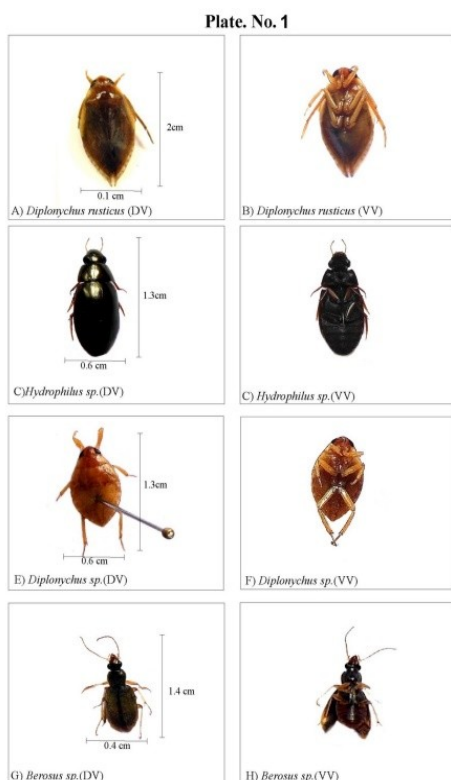 Plate. No. 1
2cm
0.1 cm
A) Diplonychus rusticus (DV)
B) Diplonychus rusticus (VV)
1.3cm
0.6 cm
C)Hydrophilus sp.(DV)
C) Hydrophilus sp.(VV)
1.3cm
0.6 cm
E) Diplonychus sp.(DV)
F) Diplonychus sp.(VV)
1.4 cm
0.4 cm
G) Berosus sp.(DV)
H) Berosus sp.(VV)